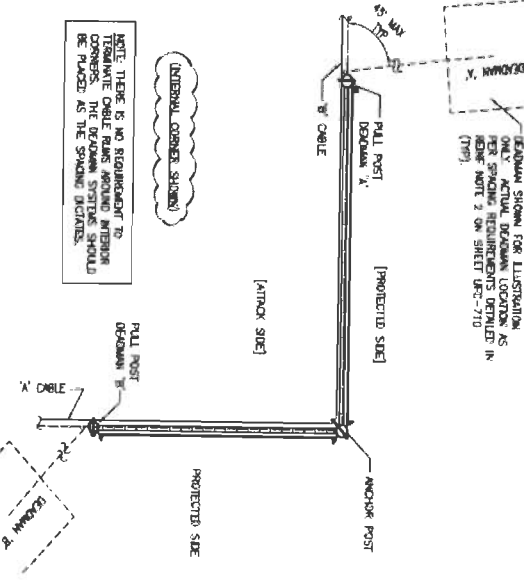 DEADMAN SHOWN FOR ILLUSTRATION
ONLY. ACTUAL DEADMAN LOCATION AS
PER SPACING REQUIREMENTS DETAILED IN
NOTE 2 ON SHEET UFC-710
(TYP).
DEADMAN 'A'
45° MAX
TYP
PULL POST
DEADMAN 'A'
'B' CABLE
[PROTECTED SIDE]
[ATTACK SIDE]
ANCHOR POST
(INTERNAL CORNER SHOWN)
NOTE: THERE IS NO REQUIREMENT TO
TERMINATE CABLE RUNS AROUND INTERIOR
CORNERS. THE DEADMAN SYSTEMS SHOULD
BE PLACED AS THE SPACING DICTATES.
PULL POST
DEADMAN 'B'
'A' CABLE
PROTECTED SIDE
DEADMAN 'B'